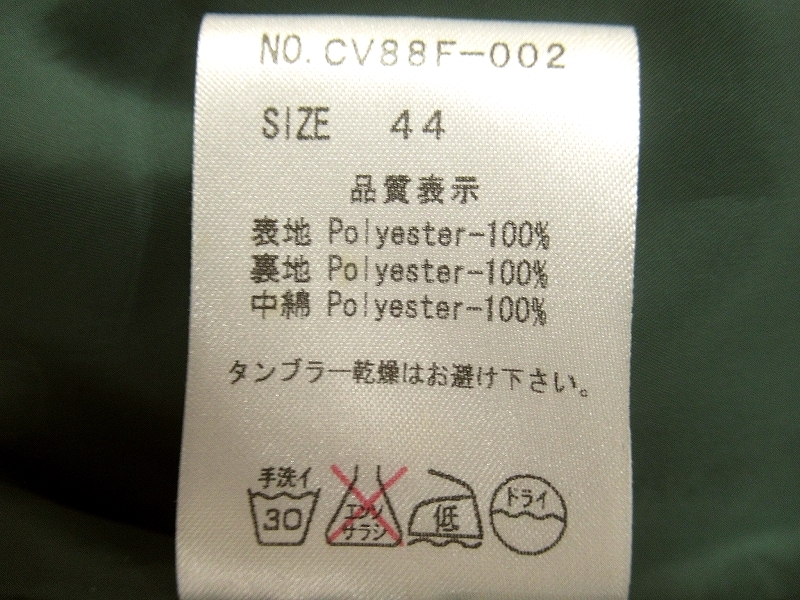 NO. CV88F-002
SIZE 44
品質表示
表地 Polyester-100%
裏地 Polyester-100%
中綿 Polyester-100%
タンブラー乾燥はお避け下さい。
手洗イ
30
エンソ
サラシ
低
ドライ